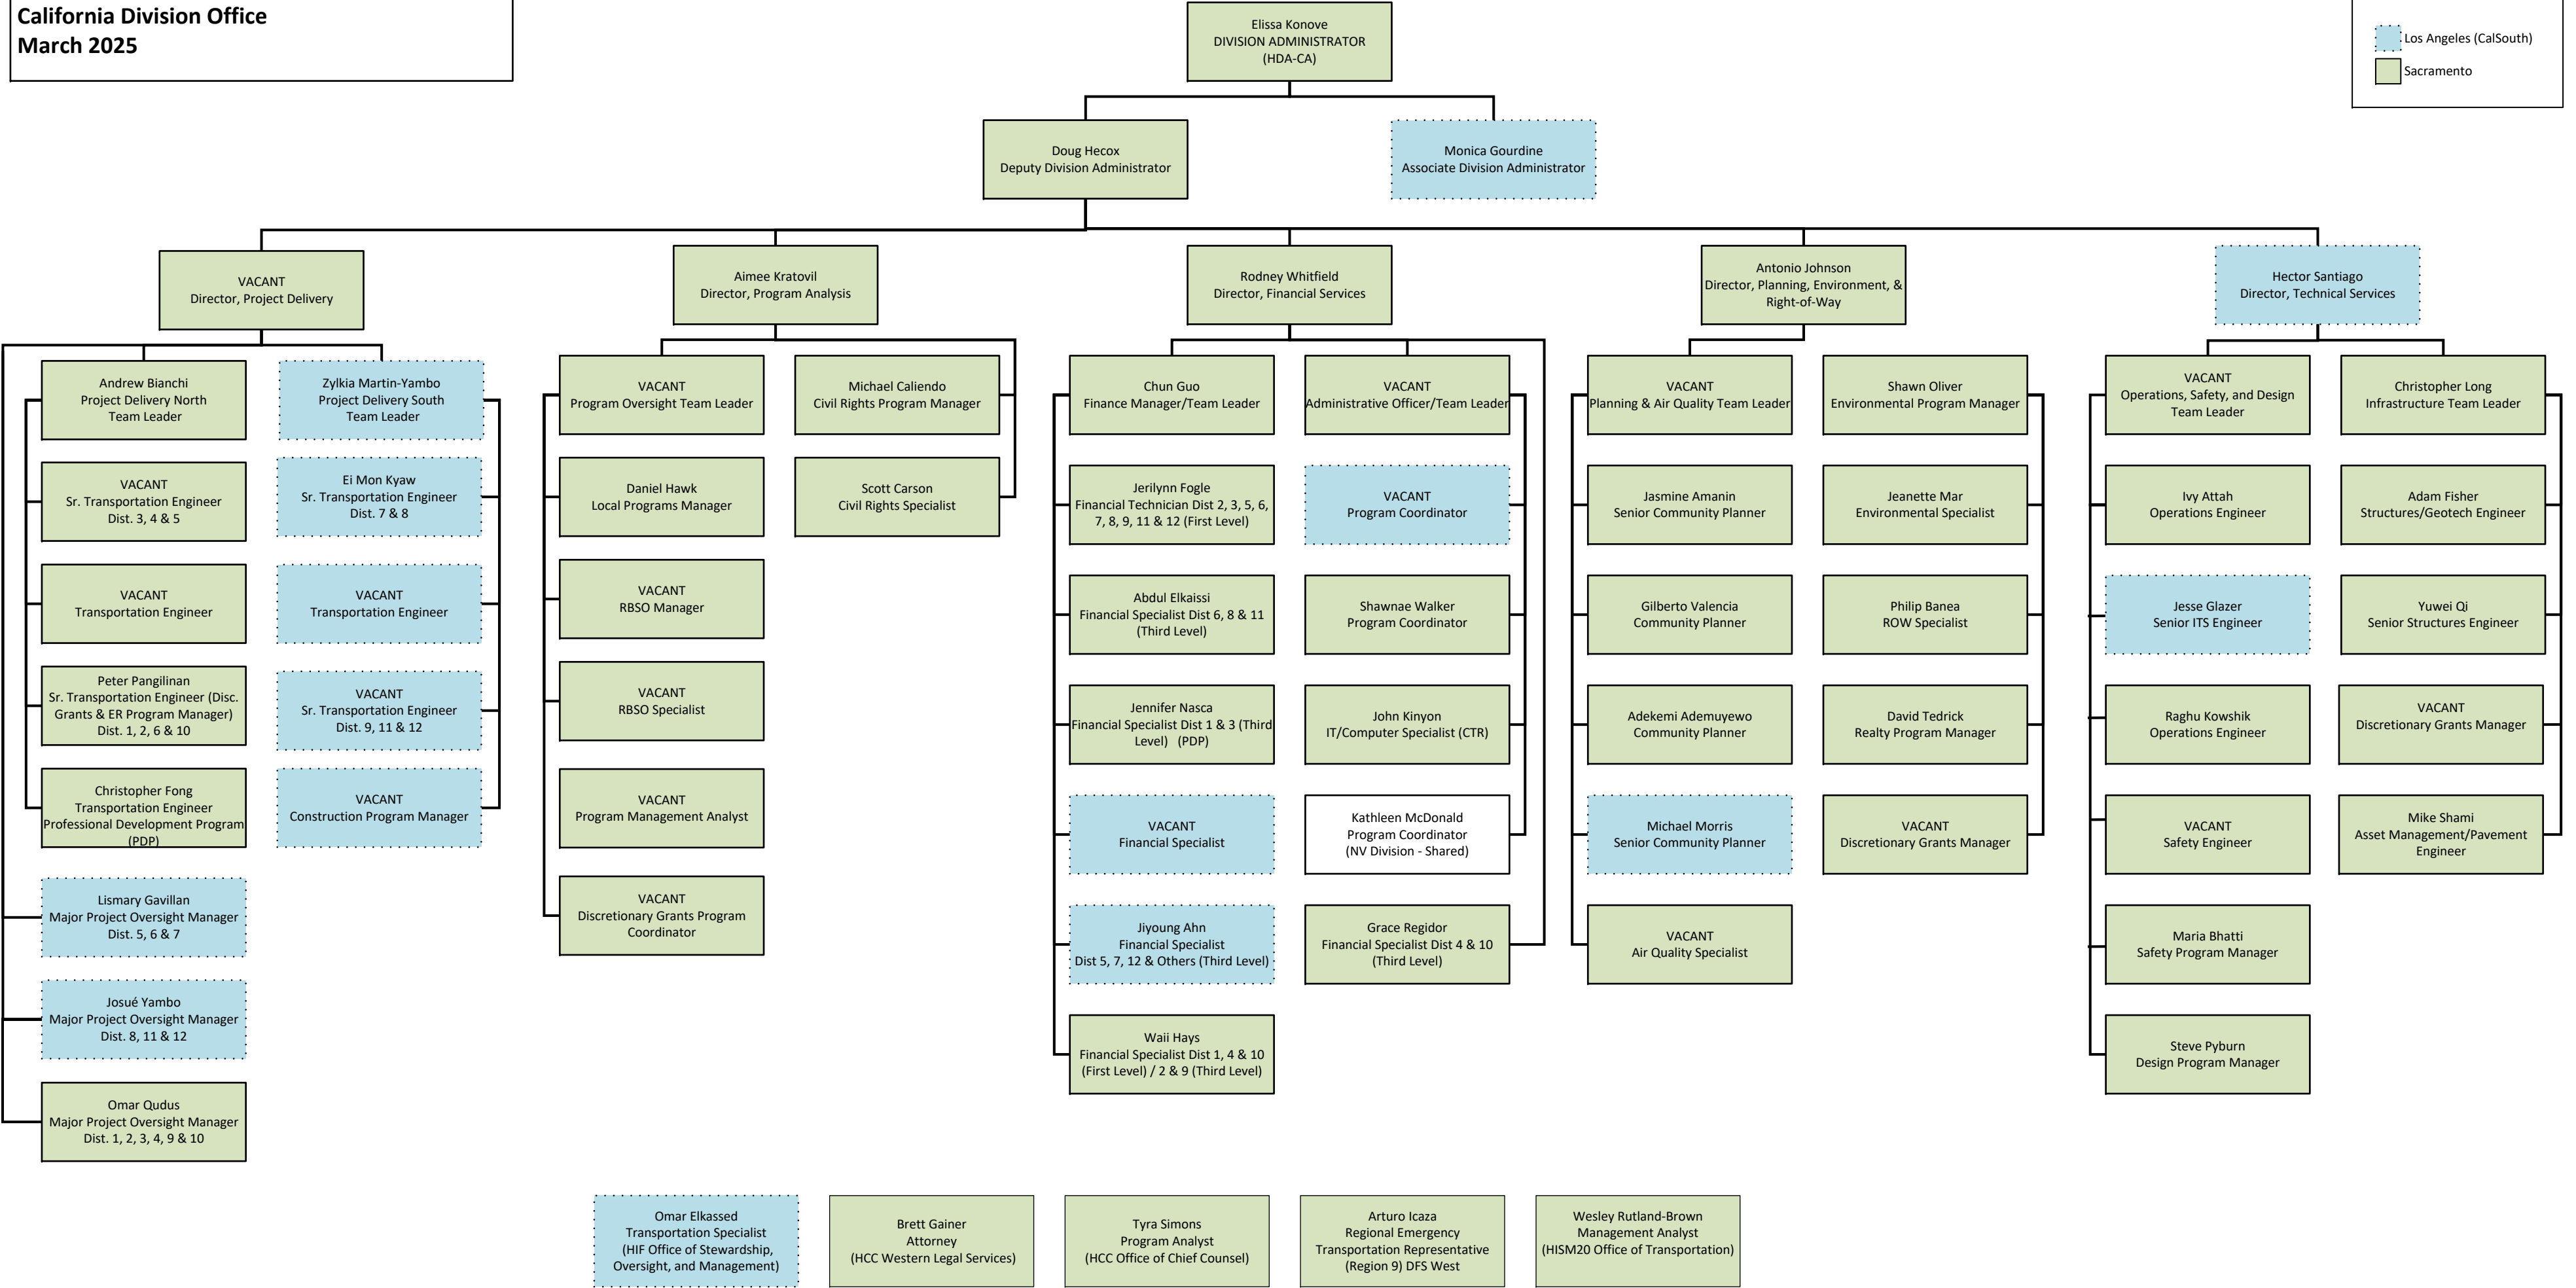 California Division Office
March 2025
Los Angeles (CalSouth)
Sacramento
Elissa Konove
DIVISION ADMINISTRATOR
(HDA-CA)
Doug Hecox
Deputy Division Administrator
Monica Gourdine
Associate Division Administrator
VACANT
Director, Project Delivery
Aimee Kratovil
Director, Program Analysis
Rodney Whitfield
Director, Financial Services
Antonio Johnson
Director, Planning, Environment, &
Right-of-Way
Hector Santiago
Director, Technical Services
Andrew Bianchi
Project Delivery North
Team Leader
VACANT
Sr. Transportation Engineer
Dist. 3, 4 & 5
VACANT
Transportation Engineer
Peter Pangilinan
Sr. Transportation Engineer (Disc.
Grants & ER Program Manager)
Dist. 1, 2, 6 & 10
Christopher Fong
Transportation Engineer
Professional Development Program
(PDP)
Lismary Gavillan
Major Project Oversight Manager
Dist. 5, 6 & 7
Josué Yambo
Major Project Oversight Manager
Dist. 8, 11 & 12
Omar Qudus
Major Project Oversight Manager
Dist. 1, 2, 3, 4, 9 & 10
Zylkia Martin-Yambo
Project Delivery South
Team Leader
Ei Mon Kyaw
Sr. Transportation Engineer
Dist. 7 & 8
VACANT
Transportation Engineer
VACANT
Sr. Transportation Engineer
Dist. 9, 11 & 12
VACANT
Construction Program Manager
VACANT
Program Oversight Team Leader
Daniel Hawk
Local Programs Manager
VACANT
RBSO Manager
VACANT
RBSO Specialist
VACANT
Program Management Analyst
VACANT
Discretionary Grants Program
Coordinator
Michael Caliendo
Civil Rights Program Manager
Scott Carson
Civil Rights Specialist
Chun Guo
Finance Manager/Team Leader
Jerilynn Fogle
Financial Technician Dist 2, 3, 5, 6,
7, 8, 9, 11 & 12 (First Level)
Abdul Elkaissi
Financial Specialist Dist 6, 8 & 11
(Third Level)
Jennifer Nasca
Financial Specialist Dist 1 & 3 (Third
Level) (PDP)
VACANT
Financial Specialist
Jiyoung Ahn
Financial Specialist
Dist 5, 7, 12 & Others (Third Level)
Waii Hays
Financial Specialist Dist 1, 4 & 10
(First Level) / 2 & 9 (Third Level)
VACANT
Administrative Officer/Team Leader
VACANT
Program Coordinator
Shawnae Walker
Program Coordinator
John Kinyon
IT/Computer Specialist (CTR)
Kathleen McDonald
Program Coordinator
(NV Division - Shared)
Grace Regidor
Financial Specialist Dist 4 & 10
(Third Level)
VACANT
Planning & Air Quality Team Leader
Jasmine Amanin
Senior Community Planner
Gilberto Valencia
Community Planner
Adekemi Ademuyewo
Community Planner
Michael Morris
Senior Community Planner
VACANT
Air Quality Specialist
Shawn Oliver
Environmental Program Manager
Jeanette Mar
Environmental Specialist
Philip Banea
ROW Specialist
David Tedrick
Realty Program Manager
VACANT
Discretionary Grants Manager
VACANT
Operations, Safety, and Design
Team Leader
Ivy Attah
Operations Engineer
Jesse Glazer
Senior ITS Engineer
Raghu Kowshik
Operations Engineer
VACANT
Safety Engineer
Maria Bhatti
Safety Program Manager
Steve Pyburn
Design Program Manager
Christopher Long
Infrastructure Team Leader
Adam Fisher
Structures/Geotech Engineer
Yuwei Qi
Senior Structures Engineer
VACANT
Discretionary Grants Manager
Mike Shami
Asset Management/Pavement
Engineer
Omar Elkassed
Transportation Specialist
(HIF Office of Stewardship,
Oversight, and Management)
Brett Gainer
Attorney
(HCC Western Legal Services)
Tyra Simons
Program Analyst
(HCC Office of Chief Counsel)
Arturo Icaza
Regional Emergency
Transportation Representative
(Region 9) DFS West
Wesley Rutland-Brown
Management Analyst
(HISM20 Office of Transportation)